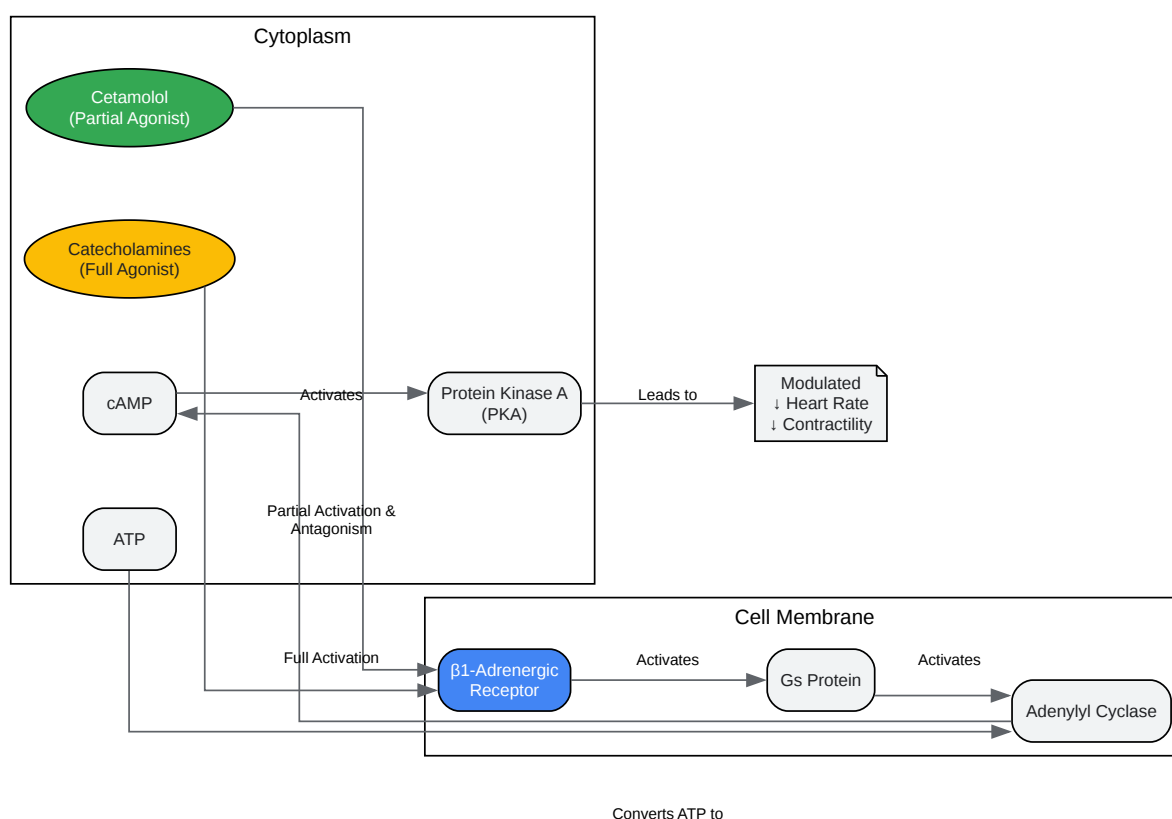 Cytoplasm
Cetamolol
(Partial Agonist)
Catecholamines
(Full Agonist)
cAMP
Activates
Protein Kinase A
(PKA)
Leads to
Modulated
↓ Heart Rate
↓ Contractility
Partial Activation &
Antagonism
ATP
Cell Membrane
Full Activation
β1-Adrenergic
Receptor
Activates
Gs Protein
Activates
Adenylyl Cyclase
Converts ATP to